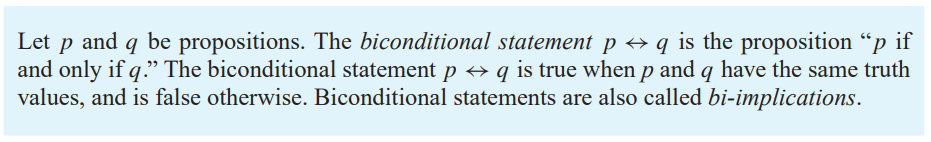 Let p and q be propositions. The biconditional statement p ↔ q is the proposition “p if
and only if q.” The biconditional statement p ↔ q is true when p and q have the same truth
values, and is false otherwise. Biconditional statements are also called bi-implications.